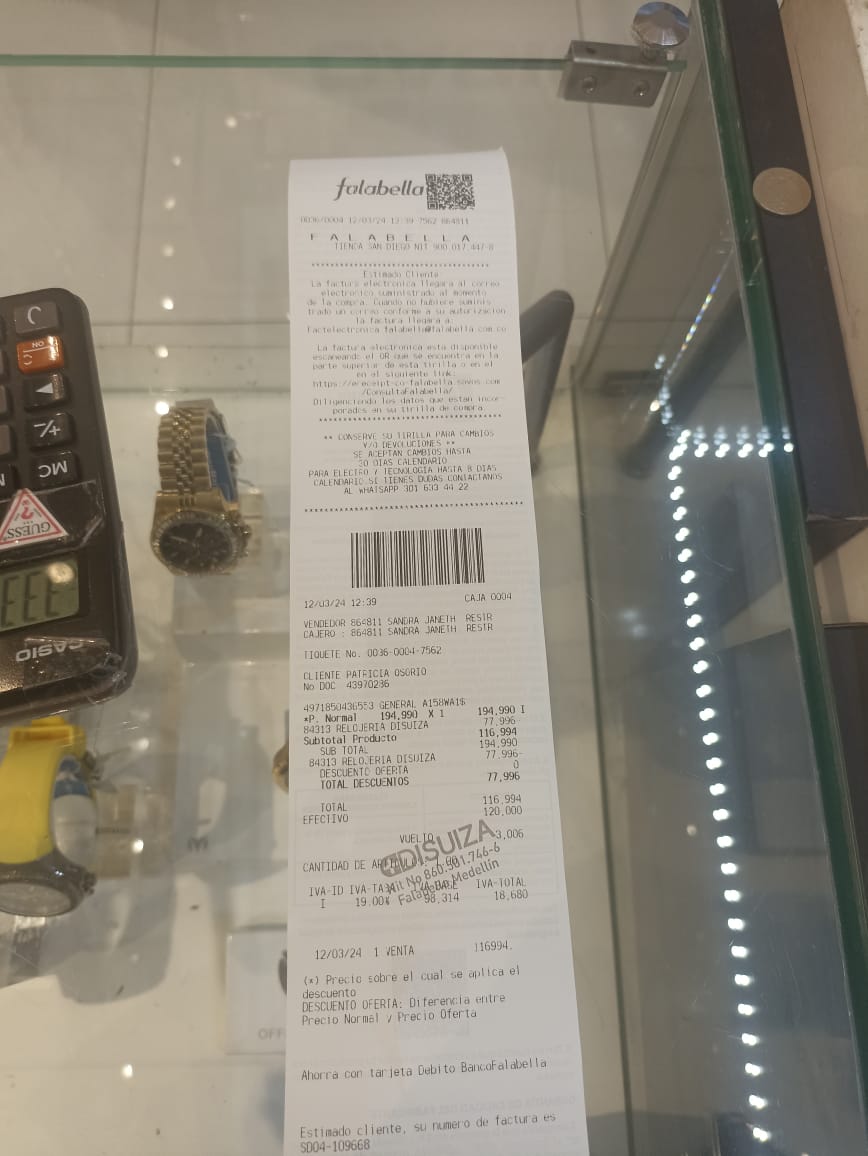 falabella
0036/0004 12/03/24 12:39 7562 864811
F A L A B E L L A
TIENDA SAN DIEGO NIT 900.017.447-8
Estimado Cliente
La factura electronica llegara al correo
electronico suministrado al momento
de la compra. Cuando no hubiere suminis
trado un correo conforme a su autorizacion
la factura llegara a:
factelectronica_falabella@falabella.com.co
La factura electronica esta disponible
escaneando el QR que se encuentra en la
parte superior de esta tirilla o en el
en el siguiente link:
https://ereceipt-co-falabella.sovos.com
/ConsultaFalabella/
Diligenciando los datos que estan incor-
porados en su tirilla de compra.
** CONSERVE SU TIRILLA PARA CAMBIOS
Y/O DEVOLUCIONES **
SE ACEPTAN CAMBIOS HASTA
30 DIAS CALENDARIO
PARA ELECTRO Y TECNOLOGIA HASTA 8 DIAS
CALENDARIO.SI TIENES DUDAS CONTACTANOS
AL WHATSAPP 301 633 44 22
12/03/24 12:39 CAJA 0004
VENDEDOR 864811 SANDRA JANETH RESTR
CAJERO : 864811 SANDRA JANETH RESTR
TIQUETE No. 0036-0004-7562
CLIENTE PATRICIA OSORIO
No DOC 43970236
4971850436553 GENERAL A158WA1$
*P. Normal 194,990 X 1 194,990 I
84313 RELOJERIA DISUIZA 77,996-
Subtotal Producto 116,994
SUB TOTAL 194,990
84313 RELOJERIA DISUIZA 77,996-
DESCUENTO OFERTA 0
TOTAL DESCUENTOS 77,996
TOTAL 116,994
EFECTIVO 120,000
VUELTO 3,006
DISUIZA
Nit No 860.501.746-6
Falabella Medellín
CANTIDAD DE
IVA-ID IVA-TASA IVA-BASE IVA-TOTAL
I 19.00% 98,314 18,680
12/03/24 1 VENTA 116994.
(*) Precio sobre el cual se aplica el
descuento
DESCUENTO OFERTA: Diferencia entre
Precio Normal y Precio Oferta
Ahorra con tarjeta Debito BancoFalabella
Estimado cliente, su numero de factura es
SD04-109668
C
ON
▶
+/-
MC
GUESS
CASIO
OFF